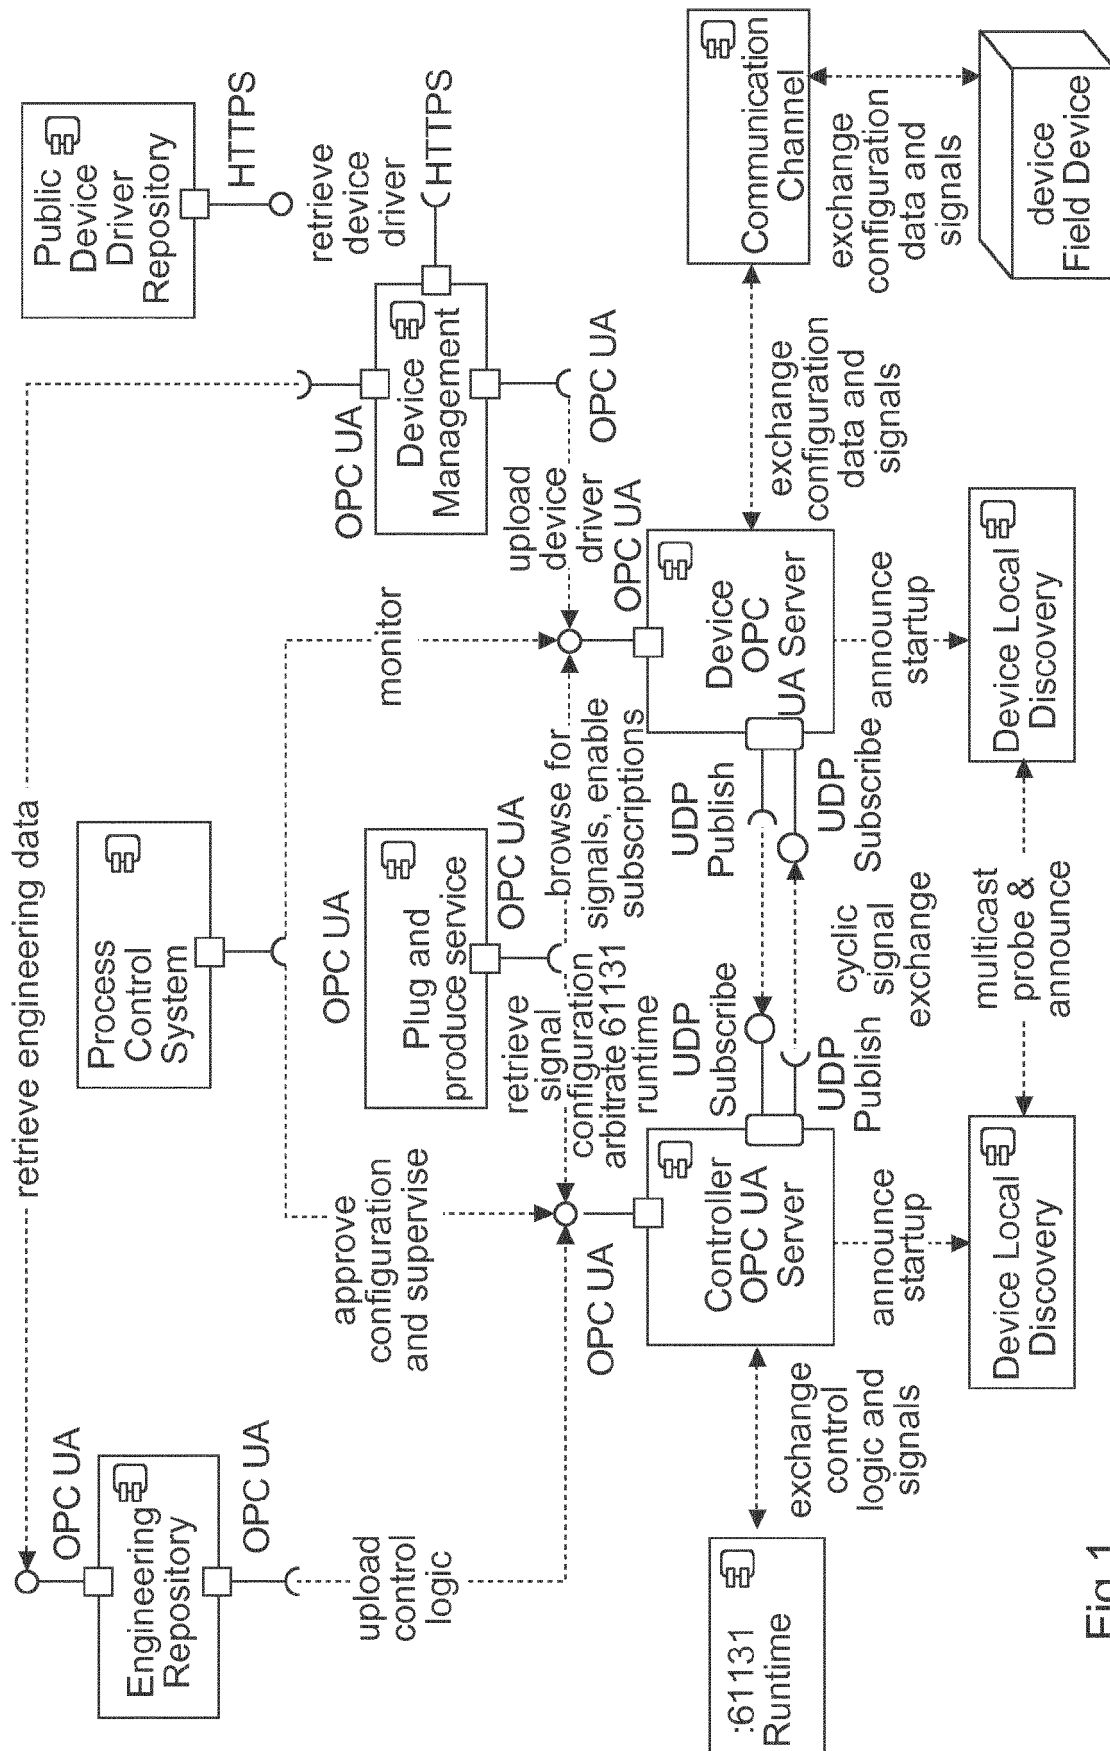 retrieve engineering data
OPC UA
Engineering
Repository
OPC UA
upload
control
logic
Process
Control
System
OPC UA
approve
configuration
and supervise
monitor
Public
Device
Driver
Repository
HTTPS
retrieve
device
driver
HTTPS
OPC UA
Device
Management
OPC UA
upload
device
driver
Plug and
produce service
OPC UA
retrieve
signal
configuration
arbitrate 61131
runtime
browse for
signals, enable
subscriptions
OPC UA
OPC UA
:61131
Runtime
exchange
control
logic and
signals
Controller
OPC UA
Server
UDP
Subscribe
UDP
Publish
UDP
Publish
UDP
Subscribe
cyclic
signal
exchange
Device
OPC
UA Server
exchange
configuration
data and
signals
Communication
Channel
exchange
configuration
data and
signals
device
Field Device
announce
startup
announce
startup
Device Local
Discovery
multicast
probe &
announce
Device Local
Discovery
Fig.1